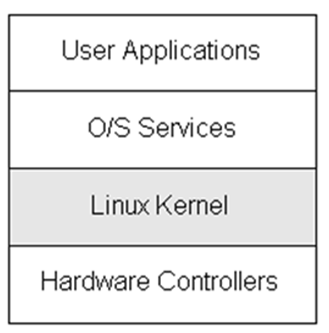 User Applications
O/S Services
Linux Kernel
Hardware Controllers